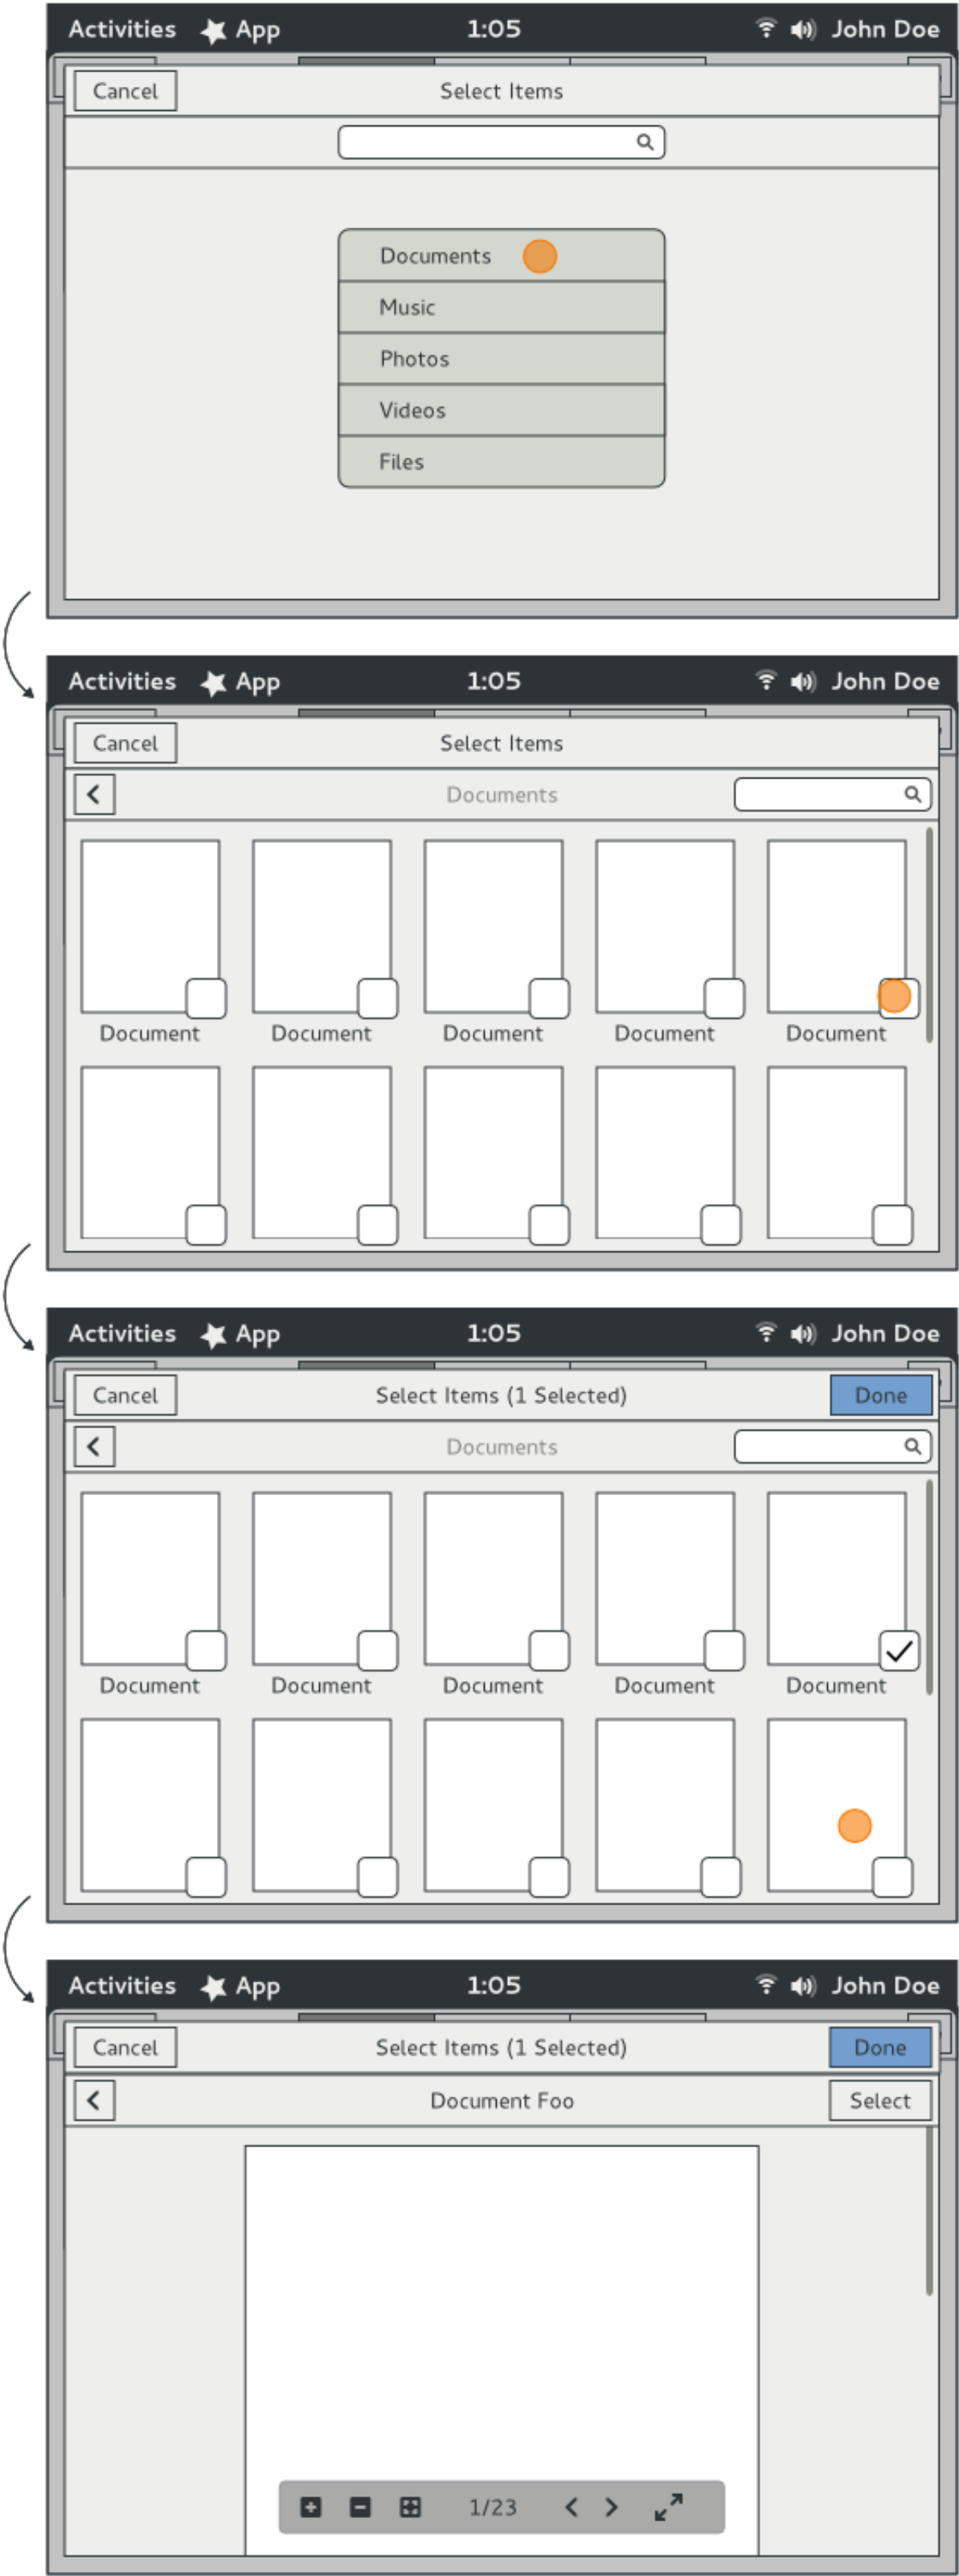 Activities App 1:05 John Doe
Cancel Select Items
Documents
Music
Photos
Videos
Files
Activities App 1:05 John Doe
Cancel Select Items
Documents
Document Document Document Document Document
Activities App 1:05 John Doe
Cancel Select Items (1 Selected) Done
Documents
Document Document Document Document Document
Activities App 1:05 John Doe
Cancel Select Items (1 Selected) Done
Document Foo Select
1/23